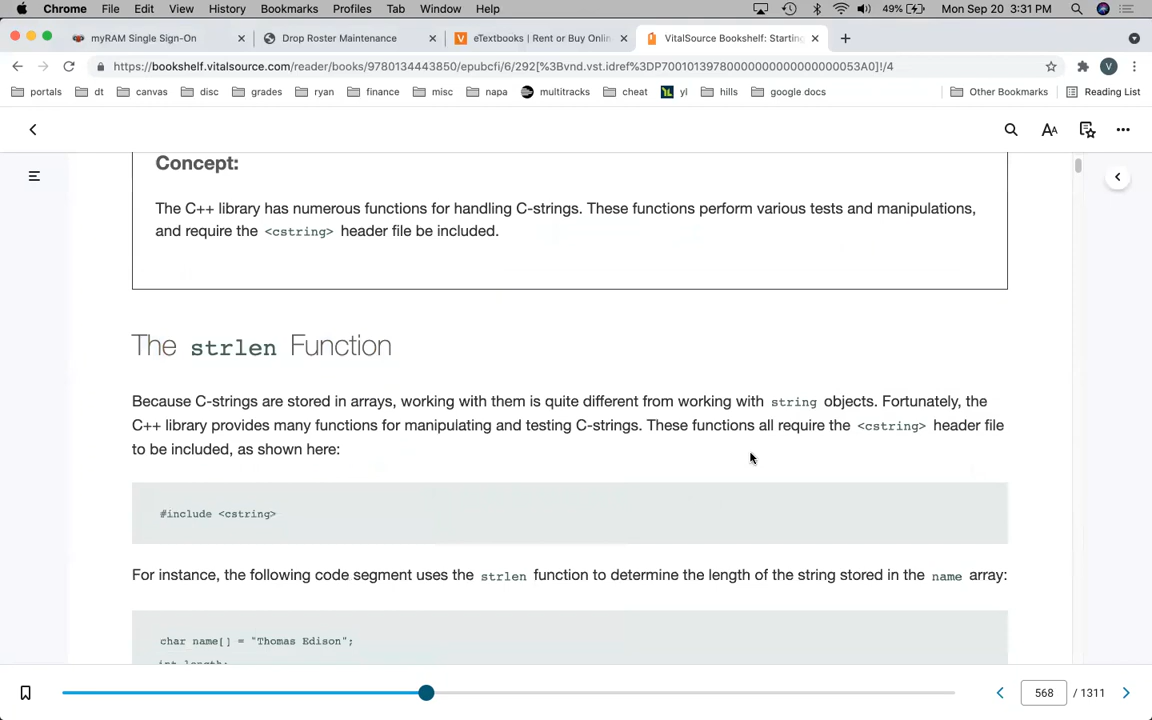 Chrome File Edit View History Bookmarks Profiles Tab Window Help 49% Mon Sep 20 3:31 PM
myRAM Single Sign-On Drop Roster Maintenance eTextbooks | Rent or Buy Onlin VitalSource Bookshelf: Starting
https://bookshelf.vitalsource.com/reader/books/9780134443850/epubcfi/6/292[%3Bvnd.vst.idref%3DP70010139780000000000000000053A0]!/4
portals dt canvas disc grades ryan finance misc napa multitracks cheat yl hills google docs Other Bookmarks Reading List
AA
Concept:
The C++ library has numerous functions for handling C-strings. These functions perform various tests and manipulations,
and require the <cstring> header file be included.
The strlen Function
Because C-strings are stored in arrays, working with them is quite different from working with string objects. Fortunately, the
C++ library provides many functions for manipulating and testing C-strings. These functions all require the <cstring> header file
to be included, as shown here:
#include <cstring>
For instance, the following code segment uses the strlen function to determine the length of the string stored in the name array:
char name[] = "Thomas Edison";
int length;
568 / 1311